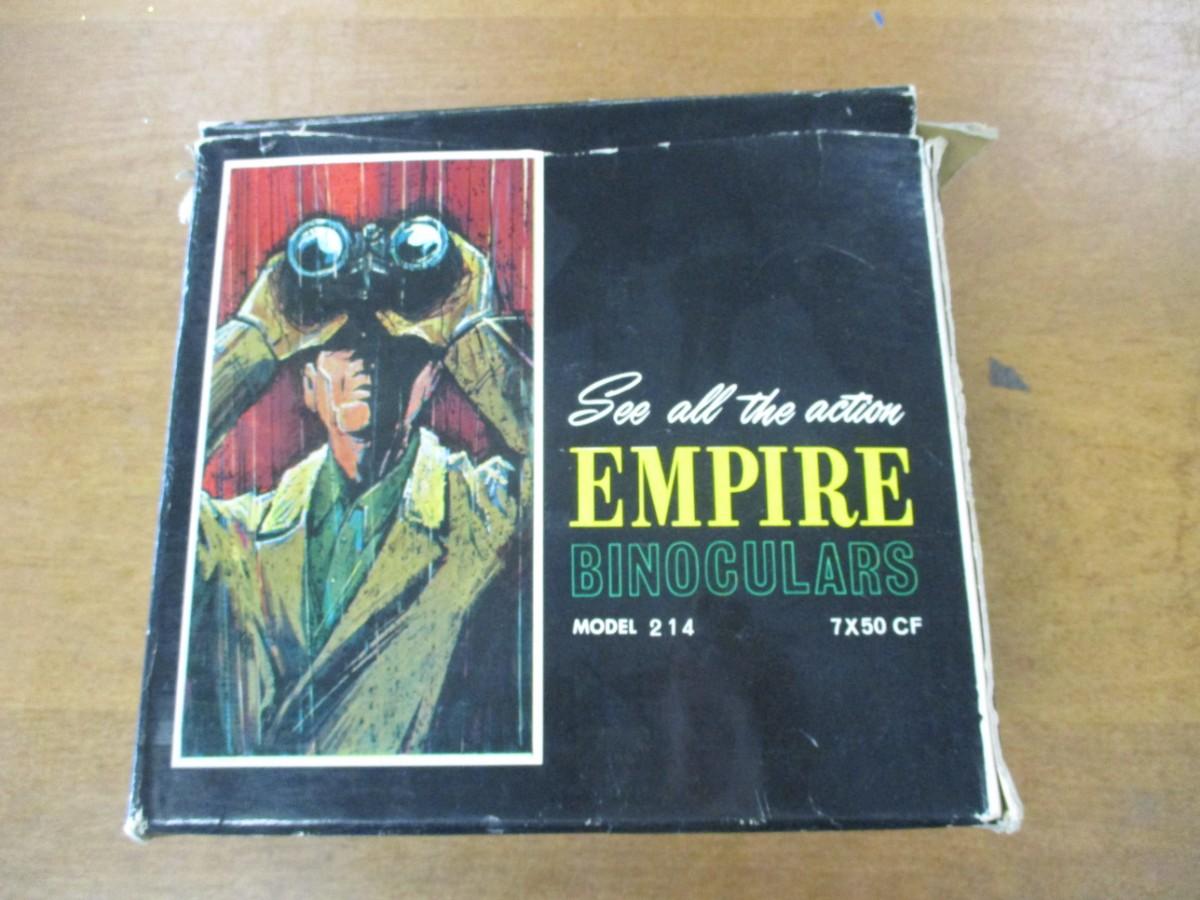 See all the action
EMPIRE
BINOCULARS
MODEL 214 7X50 CF